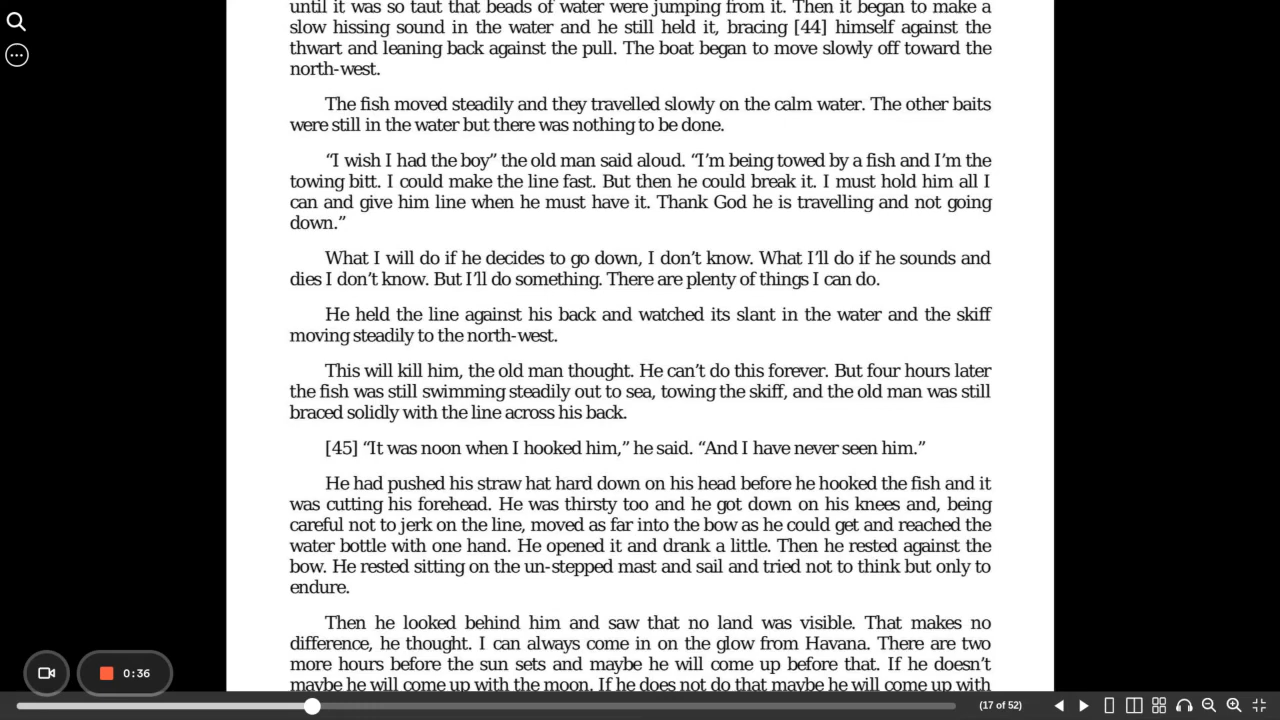 until it was so taut that beads of water were jumping from it. Then it began to make a
slow hissing sound in the water and he still held it, bracing [44] himself against the
thwart and leaning back against the pull. The boat began to move slowly off toward the
north-west.
The fish moved steadily and they travelled slowly on the calm water. The other baits
were still in the water but there was nothing to be done.
“I wish I had the boy” the old man said aloud. “I’m being towed by a fish and I’m the
towing bitt. I could make the line fast. But then he could break it. I must hold him all I
can and give him line when he must have it. Thank God he is travelling and not going
down.”
What I will do if he decides to go down, I don’t know. What I’ll do if he sounds and
dies I don’t know. But I’ll do something. There are plenty of things I can do.
He held the line against his back and watched its slant in the water and the skiff
moving steadily to the north-west.
This will kill him, the old man thought. He can’t do this forever. But four hours later
the fish was still swimming steadily out to sea, towing the skiff, and the old man was still
braced solidly with the line across his back.
[45] “It was noon when I hooked him,” he said. “And I have never seen him.”
He had pushed his straw hat hard down on his head before he hooked the fish and it
was cutting his forehead. He was thirsty too and he got down on his knees and, being
careful not to jerk on the line, moved as far into the bow as he could get and reached the
water bottle with one hand. He opened it and drank a little. Then he rested against the
bow. He rested sitting on the un-stepped mast and sail and tried not to think but only to
endure.
Then he looked behind him and saw that no land was visible. That makes no
difference, he thought. I can always come in on the glow from Havana. There are two
more hours before the sun sets and maybe he will come up before that. If he doesn’t
maybe he will come up with the moon. If he does not do that maybe he will come up with
0:36
(17 of 52)